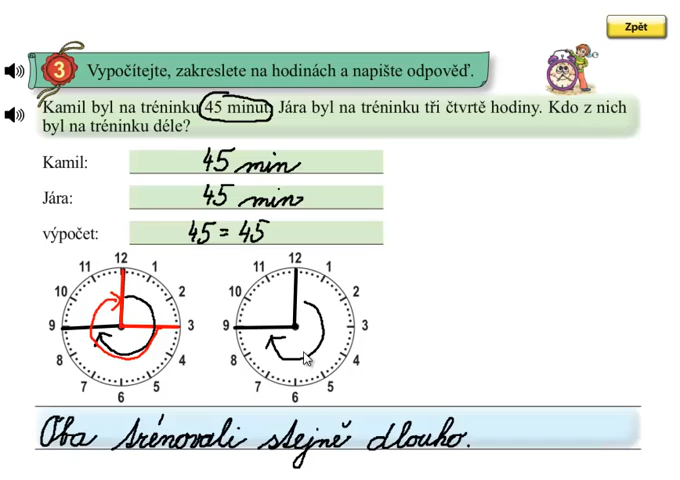 Zpět
3 Vypočítejte, zakreslete na hodinách a napište odpověď.
Kamil byl na tréninku 45 minut. Jára byl na tréninku tři čtvrtě hodiny. Kdo z nich
byl na tréninku déle?
Kamil: 45 min
Jára: 45 min
výpočet: 45 = 45
12 1 2 3 4 5 6 7 8 9 10 11
12 1 2 3 4 5 6 7 8 9 10 11
Oba trénovali stejně dlouho.